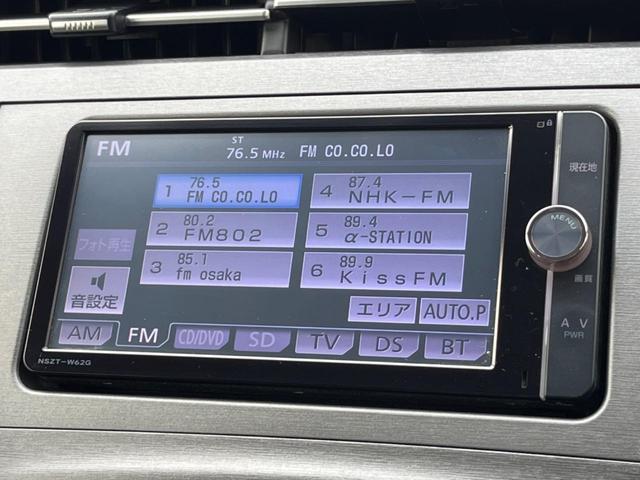 FM
ST
76.5 MHz FM CO.CO.LO
1 76.5 FM CO.CO.LO
4 87.4 NHK-FM
2 80.2 FM802
5 89.4 α-STATION
3 85.1 fm osaka
6 89.9 KissFM
フォト再生
音設定
エリア AUTO.P
AM FM CD/DVD SD TV DS BT
NSZT-W62G
現在地
MENU
画質
A V
PWR